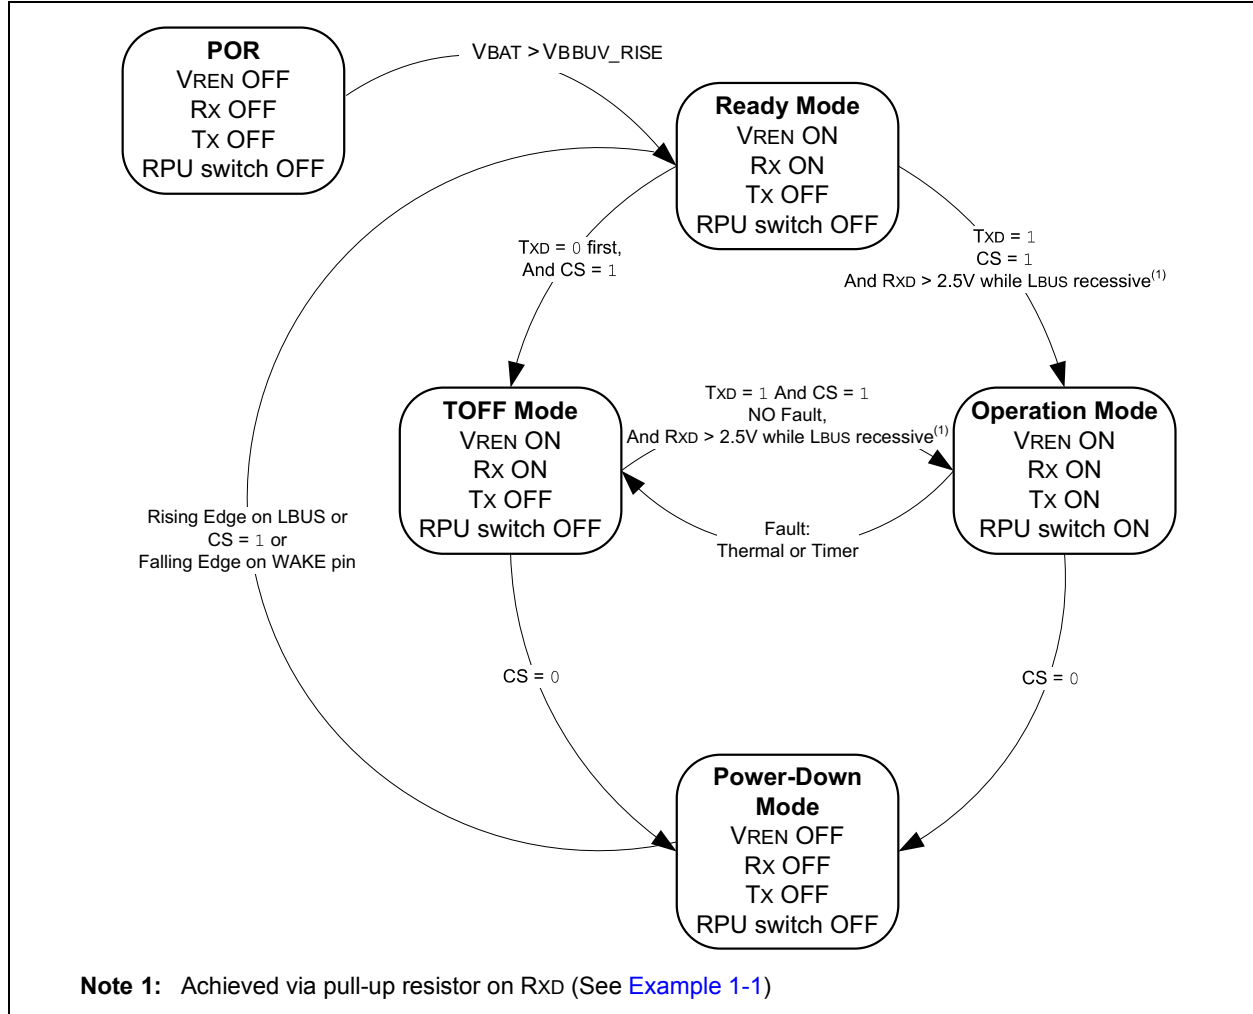 POR
VREN OFF
RX OFF
TX OFF
RPU switch OFF
VBAT > VBBUV_RISE
Ready Mode
VREN ON
RX ON
TX OFF
RPU switch OFF
TXD = 0 first,
And CS = 1
TXD = 1
CS = 1
And RXD > 2.5V while LBUS recessive(1)
TOFF Mode
VREN ON
RX ON
TX OFF
RPU switch OFF
TXD = 1 And CS = 1
NO Fault,
And RXD > 2.5V while LBUS recessive(1)
Operation Mode
VREN ON
RX ON
TX ON
RPU switch ON
Rising Edge on LBUS or
CS = 1 or
Falling Edge on WAKE pin
Fault:
Thermal or Timer
CS = 0
CS = 0
Power-Down
Mode
VREN OFF
RX OFF
TX OFF
RPU switch OFF
Note 1: Achieved via pull-up resistor on RXD (See Example 1-1)